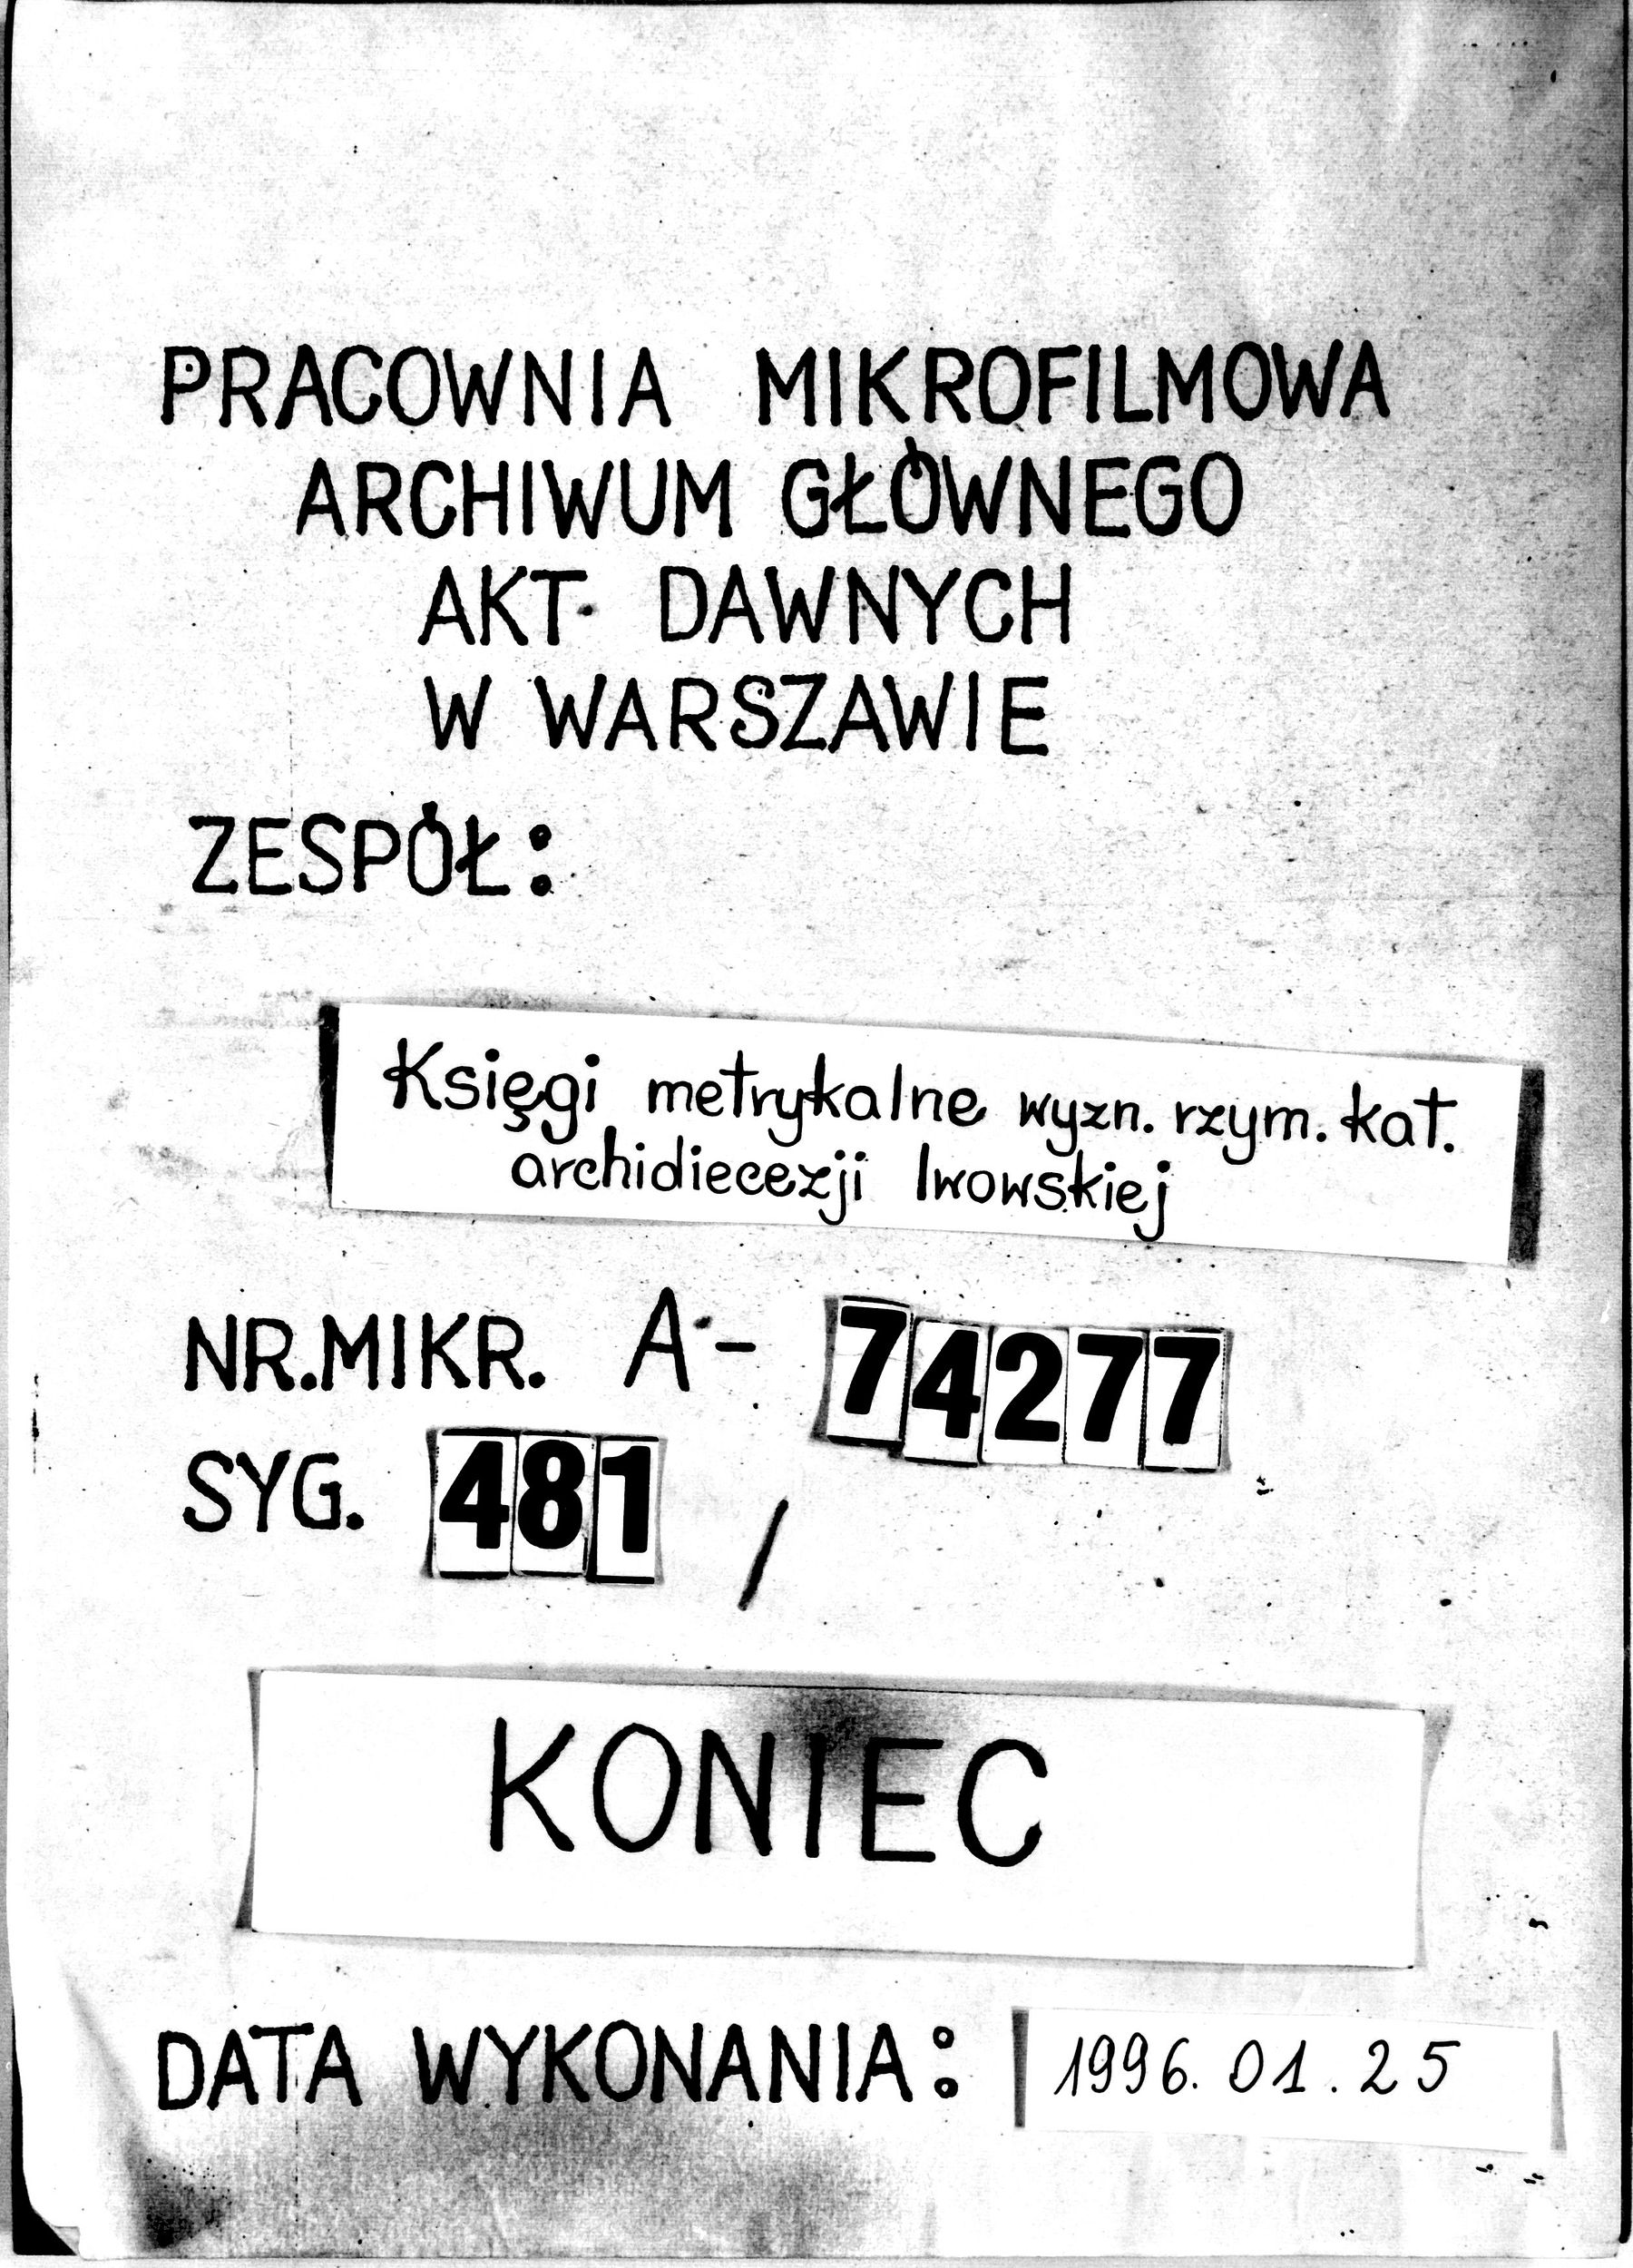 PRACOWNIA MIKROFILMOWA
ARCHIWUM GŁÓWNEGO
AKT DAWNYCH
W WARSZAWIE
ZESPÓŁ:
Księgi metrykalne wyzn. rzym. kat.
archidiecezji lwowskiej
NR.MIKR. A- 74277
SYG. 481 /
KONIEC
DATA WYKONANIA: 1996.01.25